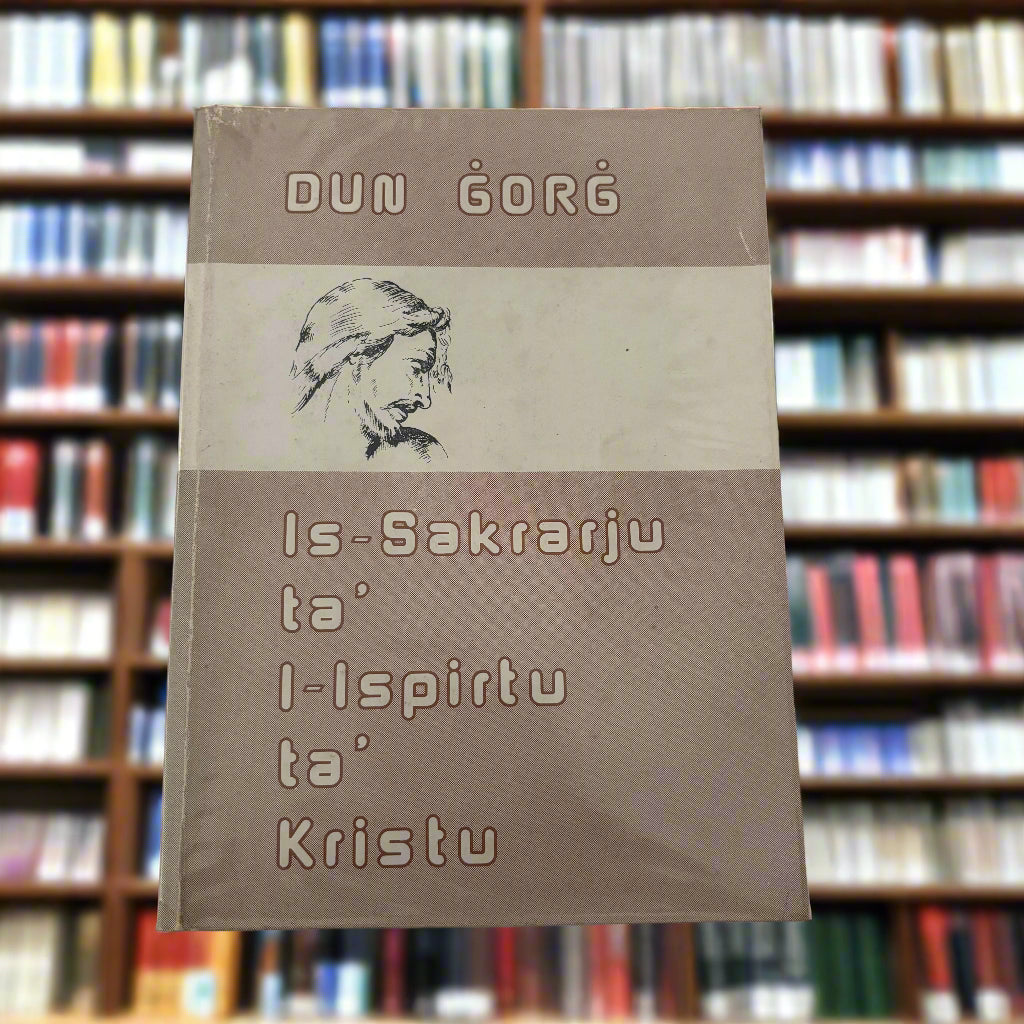 DUN ĠORĠ
Is-Sakrarju
ta'
l-Ispirtu
ta'
Kristu